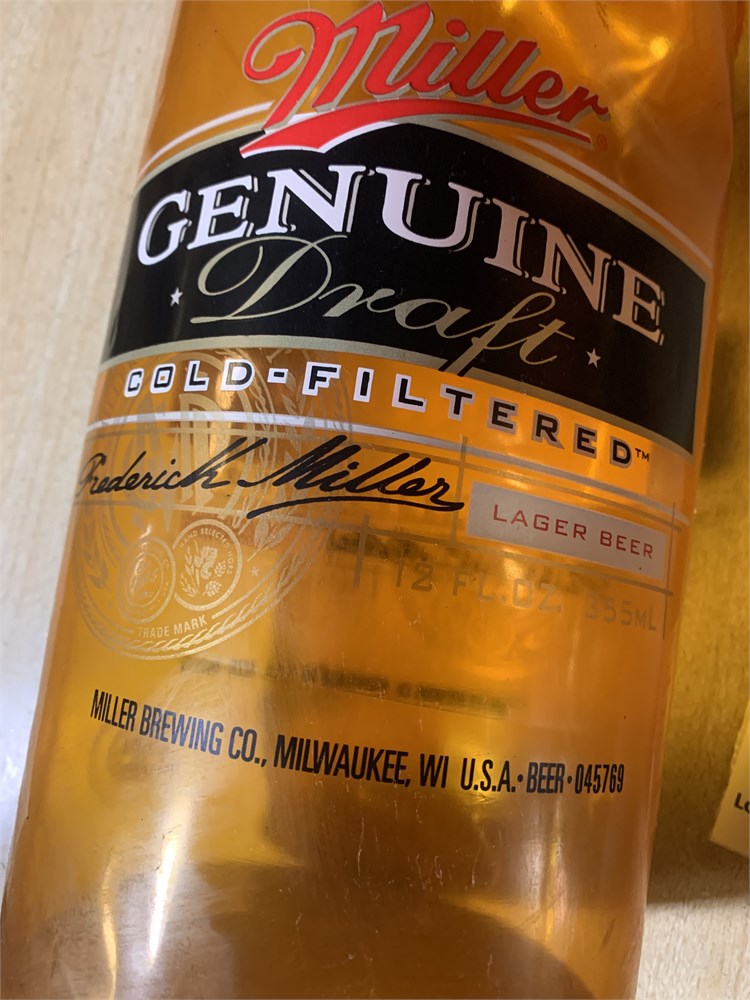 Miller
GENUINE
Draft
COLD-FILTERED™
Frederick Miller
LAGER BEER
12 FL.OZ. 355ML
TRADE MARK
MILLER BREWING CO., MILWAUKEE, WI U.S.A.•BEER•045769